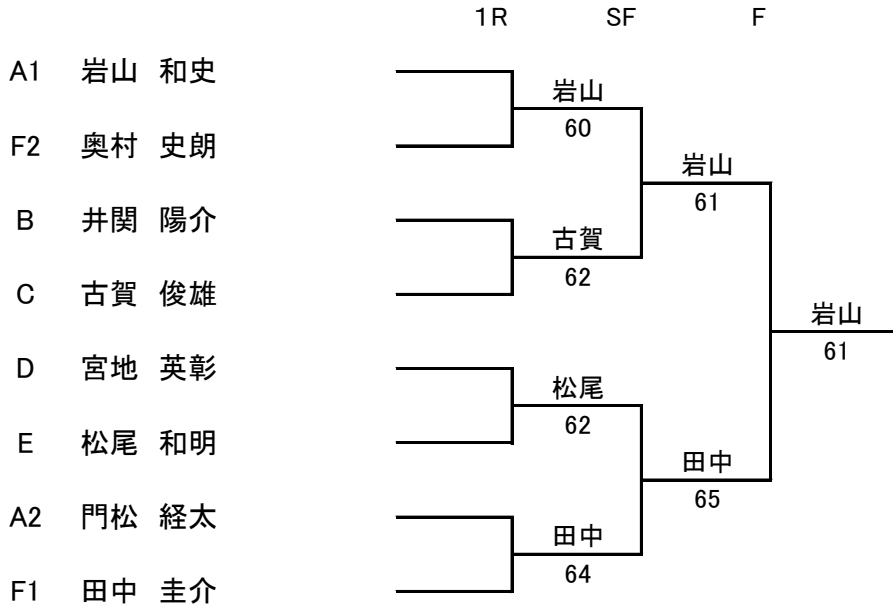 1R SF F
A1 岩山 和史
岩山
F2 奥村 史朗
60
岩山
B 井関 陽介
61
古賀
C 古賀 俊雄
62
岩山
61
D 宮地 英彰
松尾
E 松尾 和明
62
田中
A2 門松 経太
65
田中
F1 田中 圭介
64